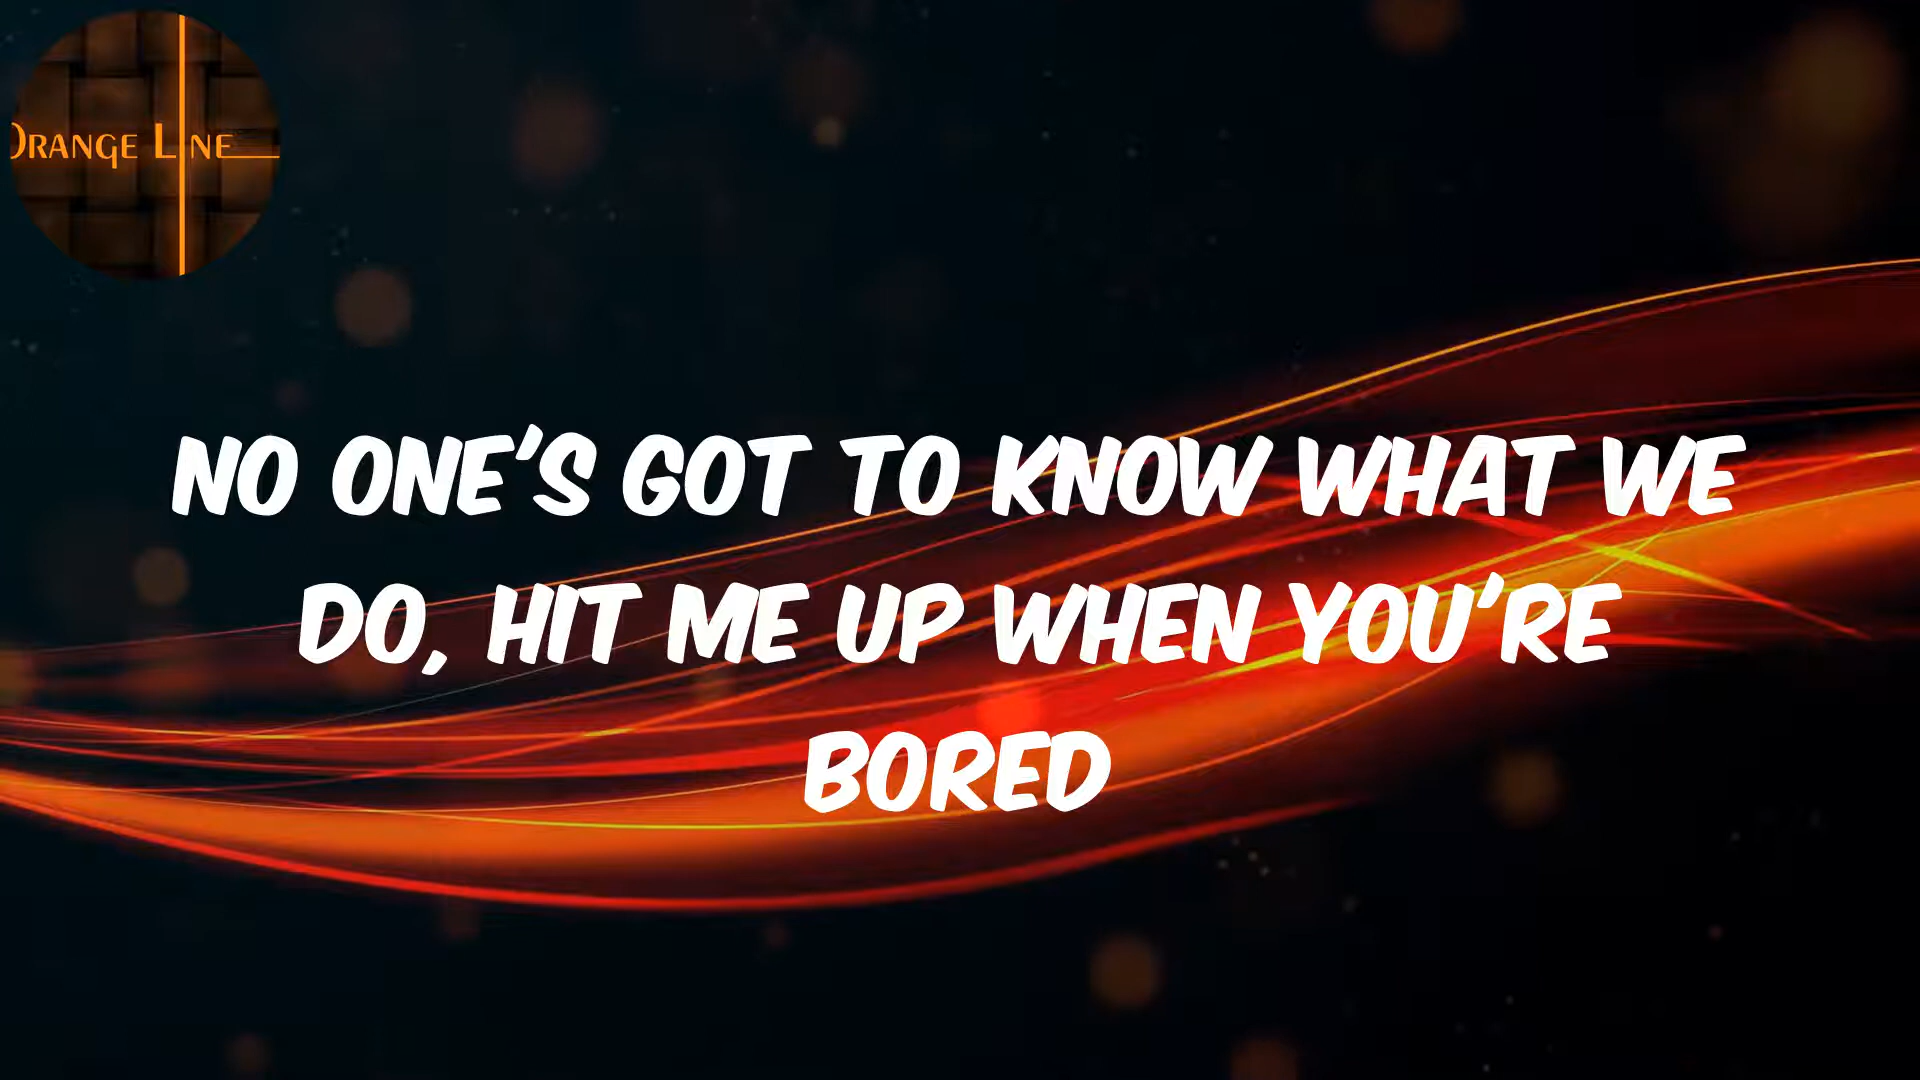 ORANGE LINE
NO ONE'S GOT TO KNOW WHAT WE
DO, HIT ME UP WHEN YOU'RE
BORED